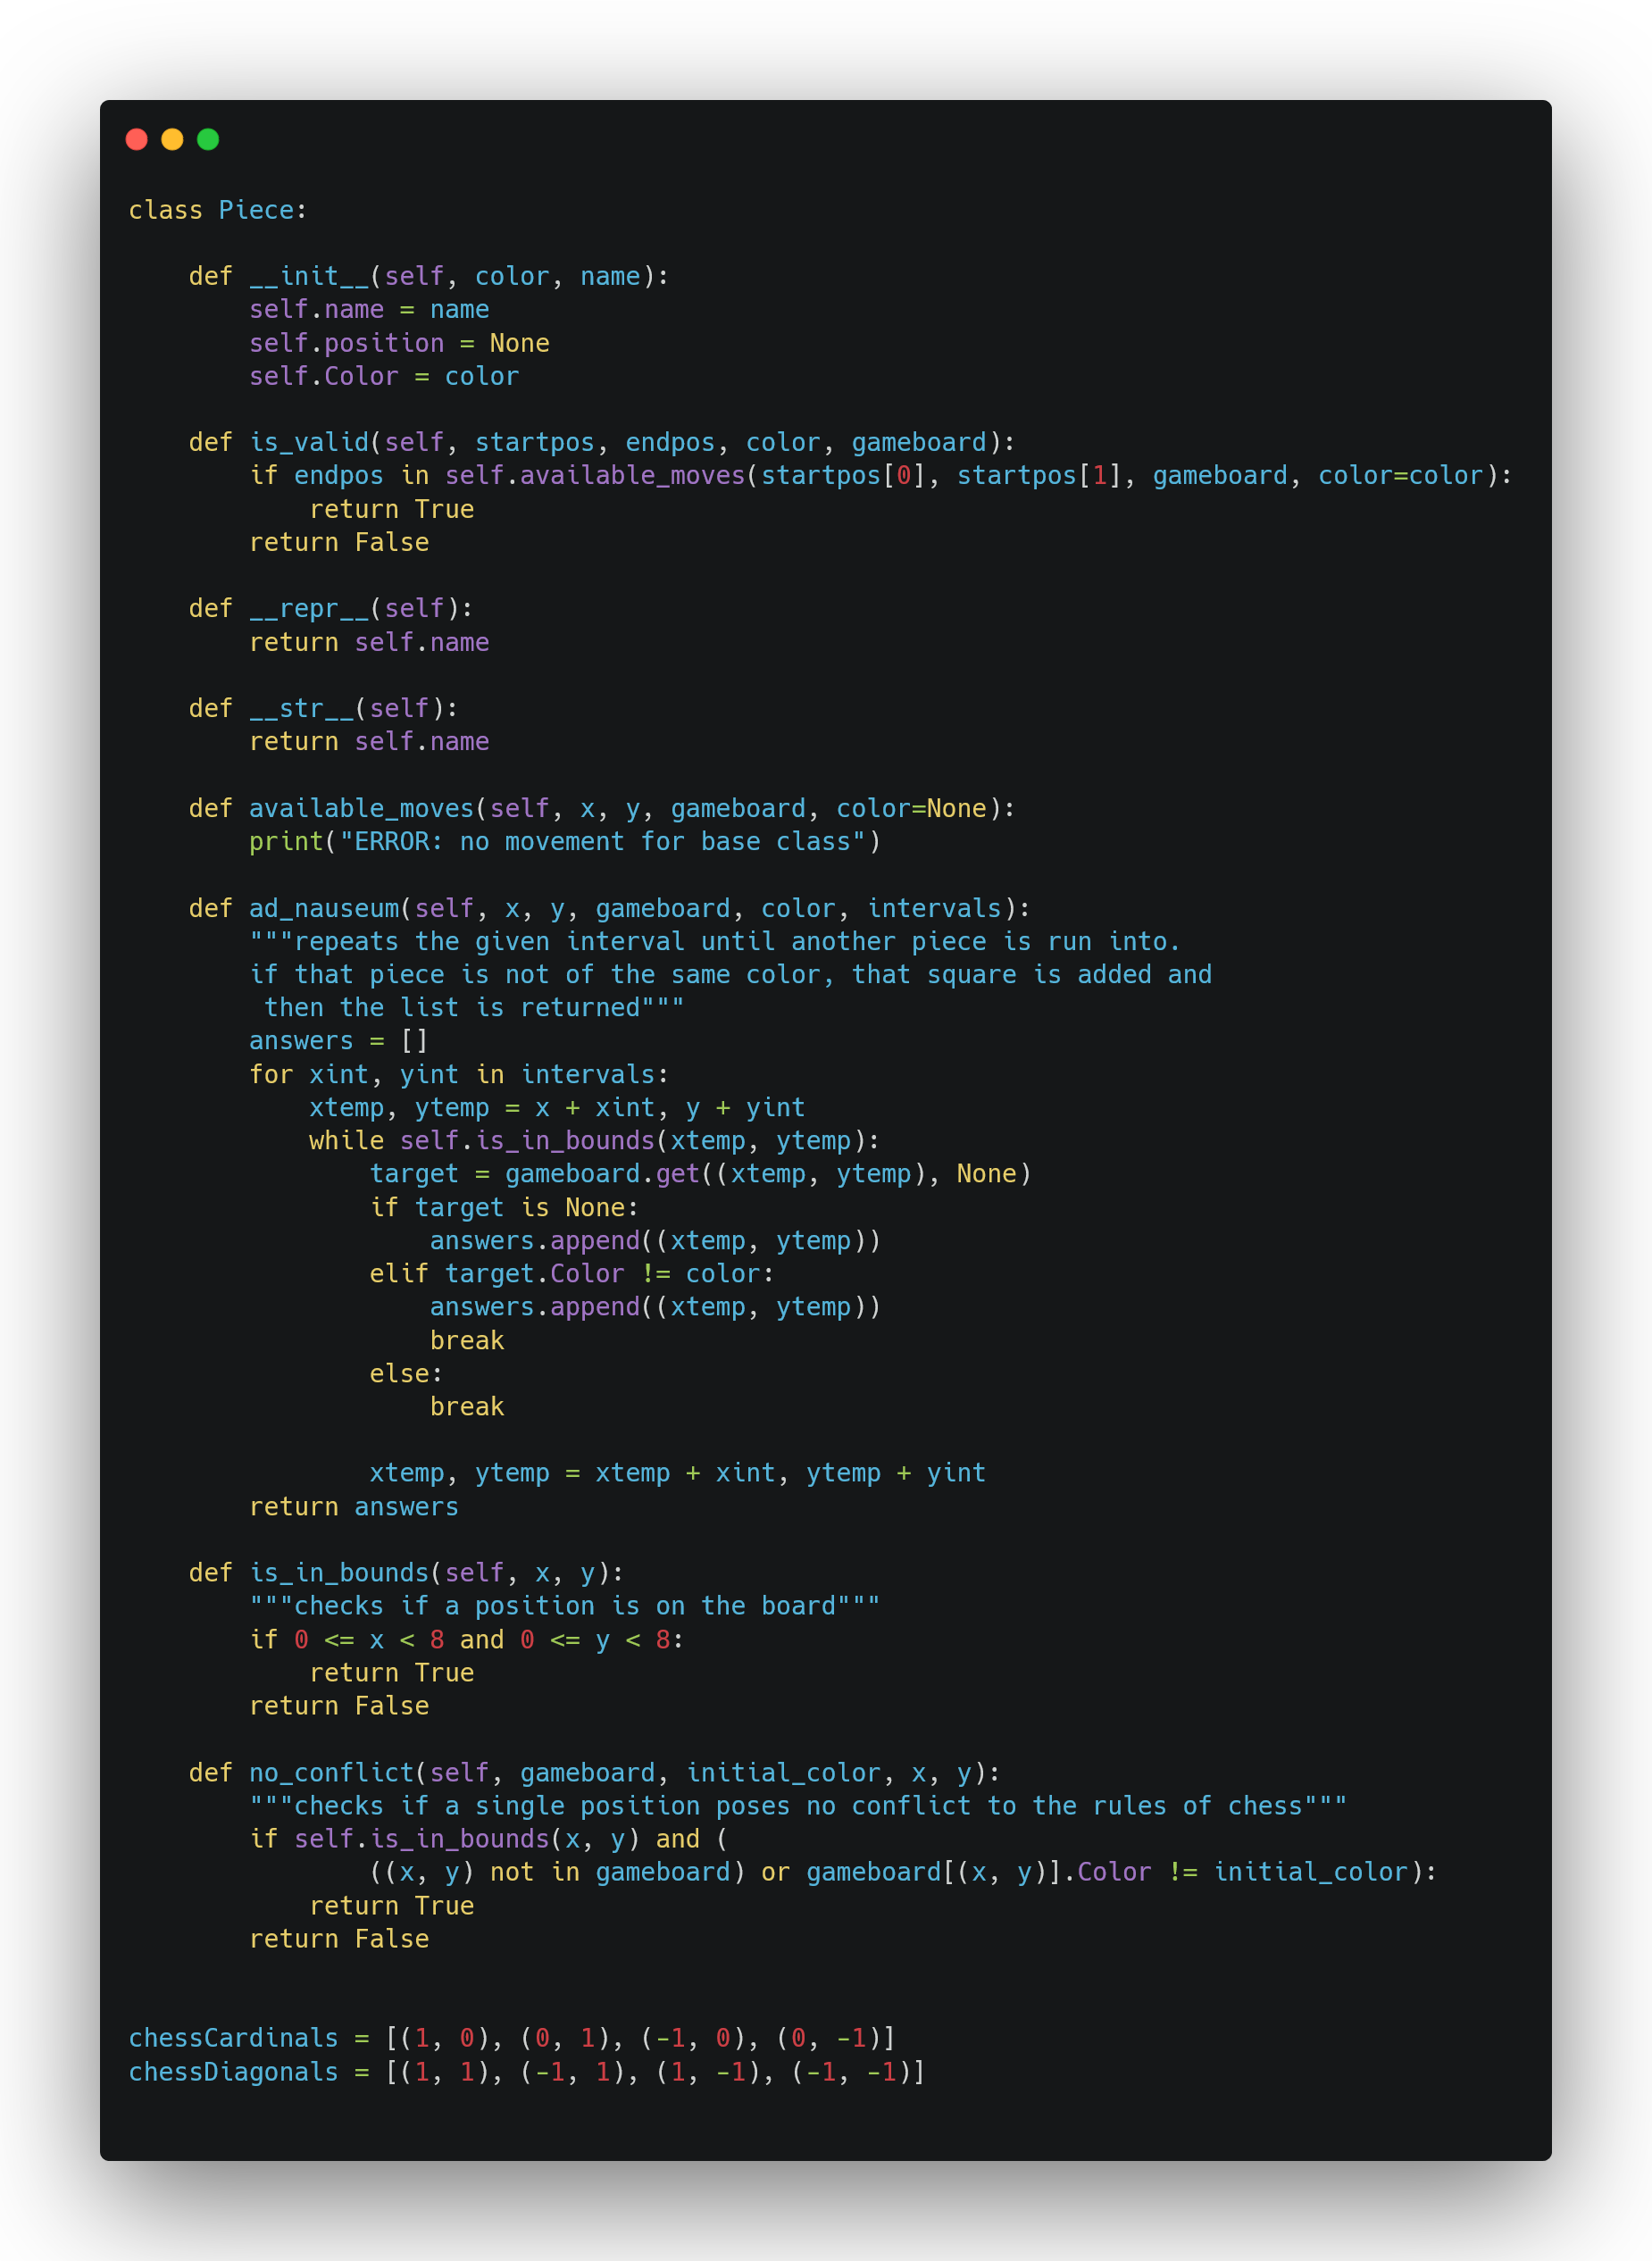 class Piece:

    def __init__(self, color, name):
        self.name = name
        self.position = None
        self.Color = color

    def is_valid(self, startpos, endpos, color, gameboard):
        if endpos in self.available_moves(startpos[0], startpos[1], gameboard, color=color):
            return True
        return False

    def __repr__(self):
        return self.name

    def __str__(self):
        return self.name

    def available_moves(self, x, y, gameboard, color=None):
        print("ERROR: no movement for base class")

    def ad_nauseum(self, x, y, gameboard, color, intervals):
        """repeats the given interval until another piece is run into.
        if that piece is not of the same color, that square is added and
         then the list is returned"""
        answers = []
        for xint, yint in intervals:
            xtemp, ytemp = x + xint, y + yint
            while self.is_in_bounds(xtemp, ytemp):
                target = gameboard.get((xtemp, ytemp), None)
                if target is None:
                    answers.append((xtemp, ytemp))
                elif target.Color != color:
                    answers.append((xtemp, ytemp))
                    break
                else:
                    break

                xtemp, ytemp = xtemp + xint, ytemp + yint
        return answers

    def is_in_bounds(self, x, y):
        """checks if a position is on the board"""
        if 0 <= x < 8 and 0 <= y < 8:
            return True
        return False

    def no_conflict(self, gameboard, initial_color, x, y):
        """checks if a single position poses no conflict to the rules of chess"""
        if self.is_in_bounds(x, y) and (
                ((x, y) not in gameboard) or gameboard[(x, y)].Color != initial_color):
            return True
        return False


chessCardinals = [(1, 0), (0, 1), (-1, 0), (0, -1)]
chessDiagonals = [(1, 1), (-1, 1), (1, -1), (-1, -1)]